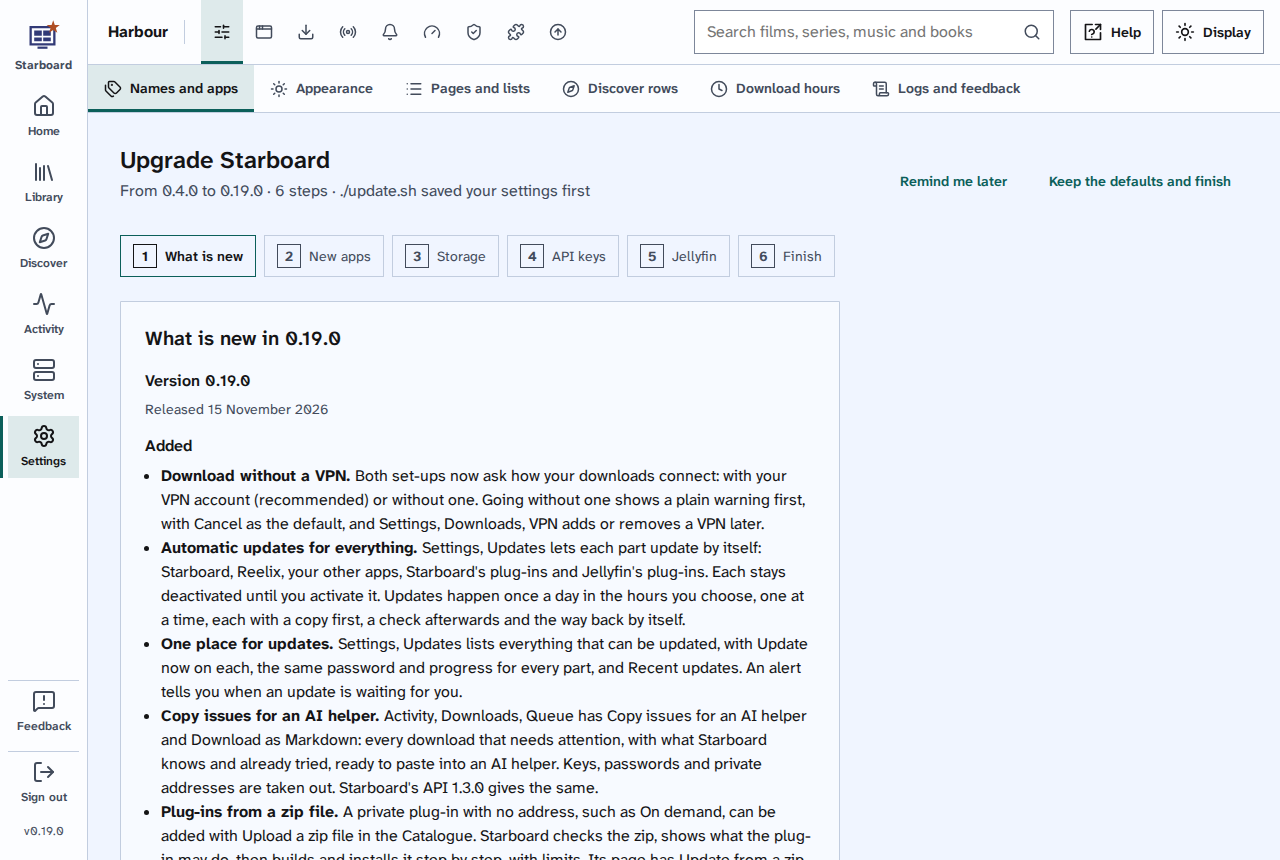 Starboard
Home
Library
Discover
Activity
System
Settings
Feedback
Sign out
v0.19.0
Harbour
Search films, series, music and books
Help
Display
Names and apps
Appearance
Pages and lists
Discover rows
Download hours
Logs and feedback
Upgrade Starboard
From 0.4.0 to 0.19.0 · 6 steps · ./update.sh saved your settings first
Remind me later
Keep the defaults and finish
1 What is new
2 New apps
3 Storage
4 API keys
5 Jellyfin
6 Finish
What is new in 0.19.0
Version 0.19.0
Released 15 November 2026
Added
• Download without a VPN. Both set-ups now ask how your downloads connect: with your
VPN account (recommended) or without one. Going without one shows a plain warning first,
with Cancel as the default, and Settings, Downloads, VPN adds or removes a VPN later.
• Automatic updates for everything. Settings, Updates lets each part update by itself:
Starboard, Reelix, your other apps, Starboard's plug-ins and Jellyfin's plug-ins. Each stays
deactivated until you activate it. Updates happen once a day in the hours you choose, one at
a time, each with a copy first, a check afterwards and the way back by itself.
• One place for updates. Settings, Updates lists everything that can be updated, with Update
now on each, the same password and progress for every part, and Recent updates. An alert
tells you when an update is waiting for you.
• Copy issues for an AI helper. Activity, Downloads, Queue has Copy issues for an AI helper
and Download as Markdown: every download that needs attention, with what Starboard
knows and already tried, ready to paste into an AI helper. Keys, passwords and private
addresses are taken out. Starboard's API 1.3.0 gives the same.
• Plug-ins from a zip file. A private plug-in with no address, such as On demand, can be
added with Upload a zip file in the Catalogue. Starboard checks the zip, shows what the plug-
in may do, then builds and installs it step by step, with limits. Its page has Update from a zip